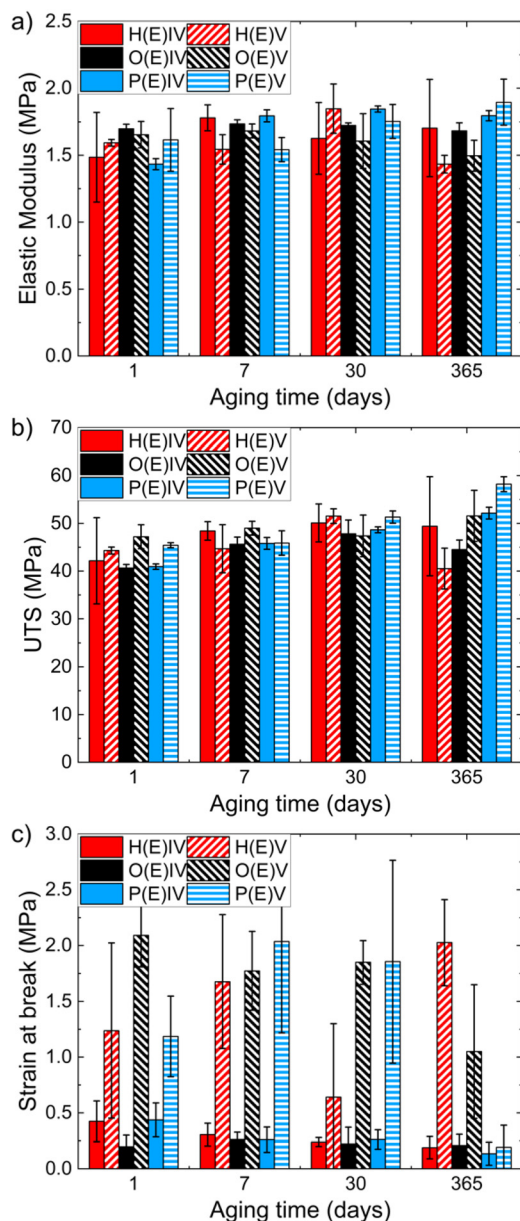 a)
2.5
2.0
1.5
1.0
0.5
0.0
Elastic Modulus (MPa)
H(E)IV H(E)V
O(E)IV O(E)V
P(E)IV P(E)V
1 7 30 365
Aging time (days)
b)
70
60
50
40
30
20
10
0
UTS (MPa)
H(E)IV H(E)V
O(E)IV O(E)V
P(E)IV P(E)V
1 7 30 365
Aging time (days)
c)
3.0
2.5
2.0
1.5
1.0
0.5
0.0
Strain at break (MPa)
H(E)IV H(E)V
O(E)IV O(E)V
P(E)IV P(E)V
1 7 30 365
Aging time (days)